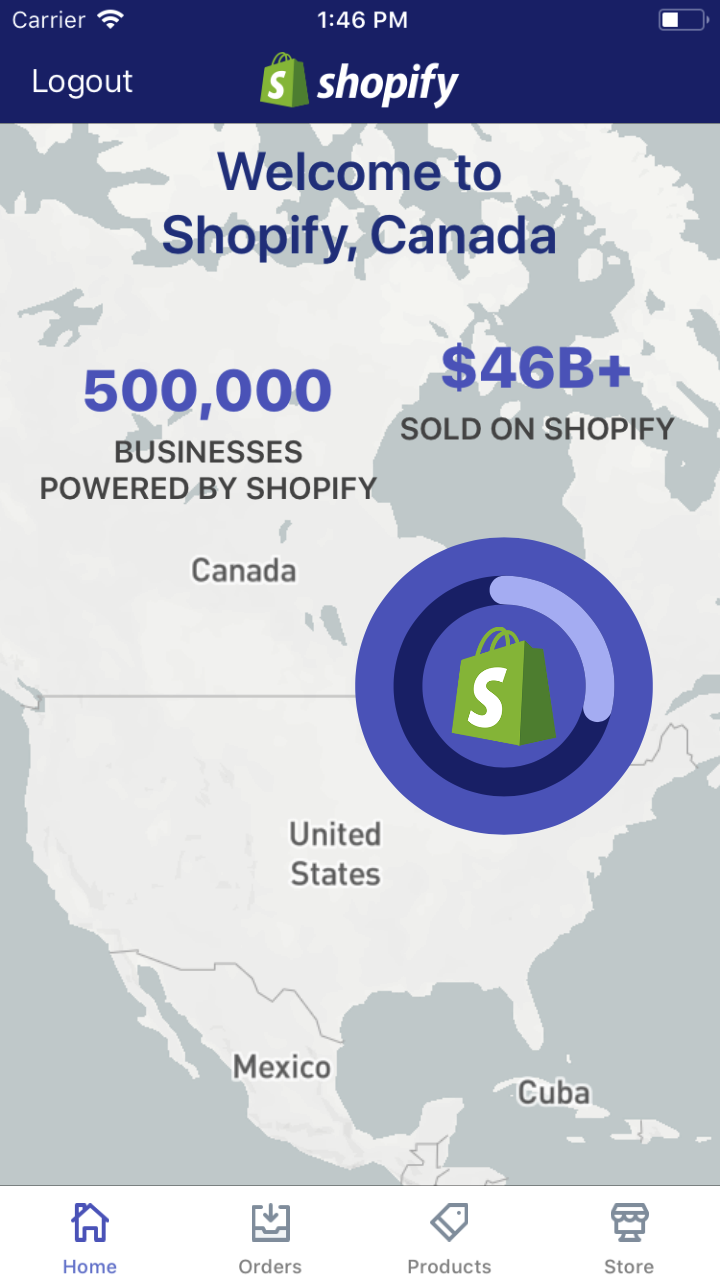 Carrier
1:46 PM
Logout
shopify
Welcome to
Shopify, Canada
$46B+
SOLD ON SHOPIFY
500,000
BUSINESSES
POWERED BY SHOPIFY
Canada
S
United
States
Mexico
Cuba
Home
Orders
Products
Store